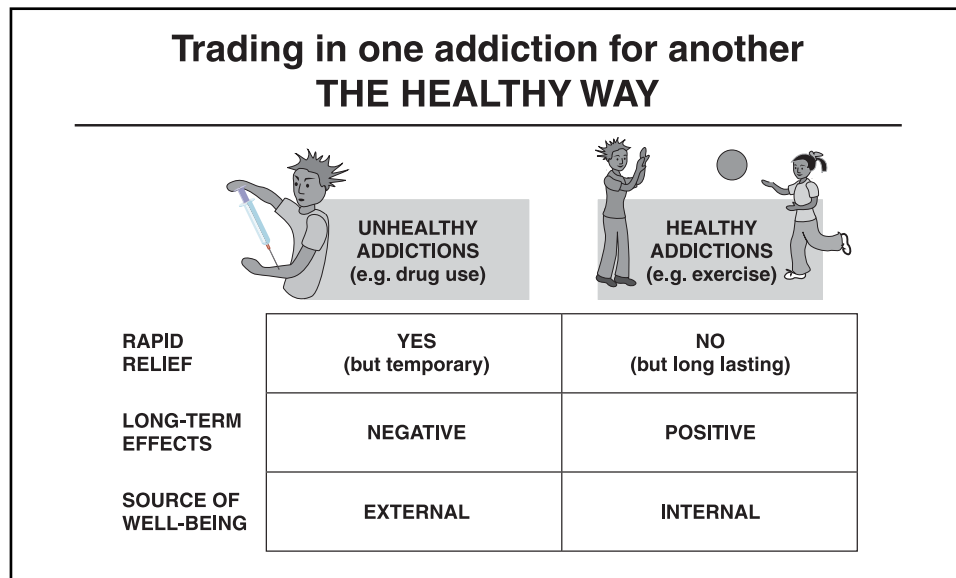 Trading in one addiction for another
THE HEALTHY WAY
UNHEALTHY
ADDICTIONS
(e.g. drug use)
HEALTHY
ADDICTIONS
(e.g. exercise)
RAPID
RELIEF
YES
(but temporary)
NO
(but long lasting)
LONG-TERM
EFFECTS
NEGATIVE
POSITIVE
SOURCE OF
WELL-BEING
EXTERNAL
INTERNAL